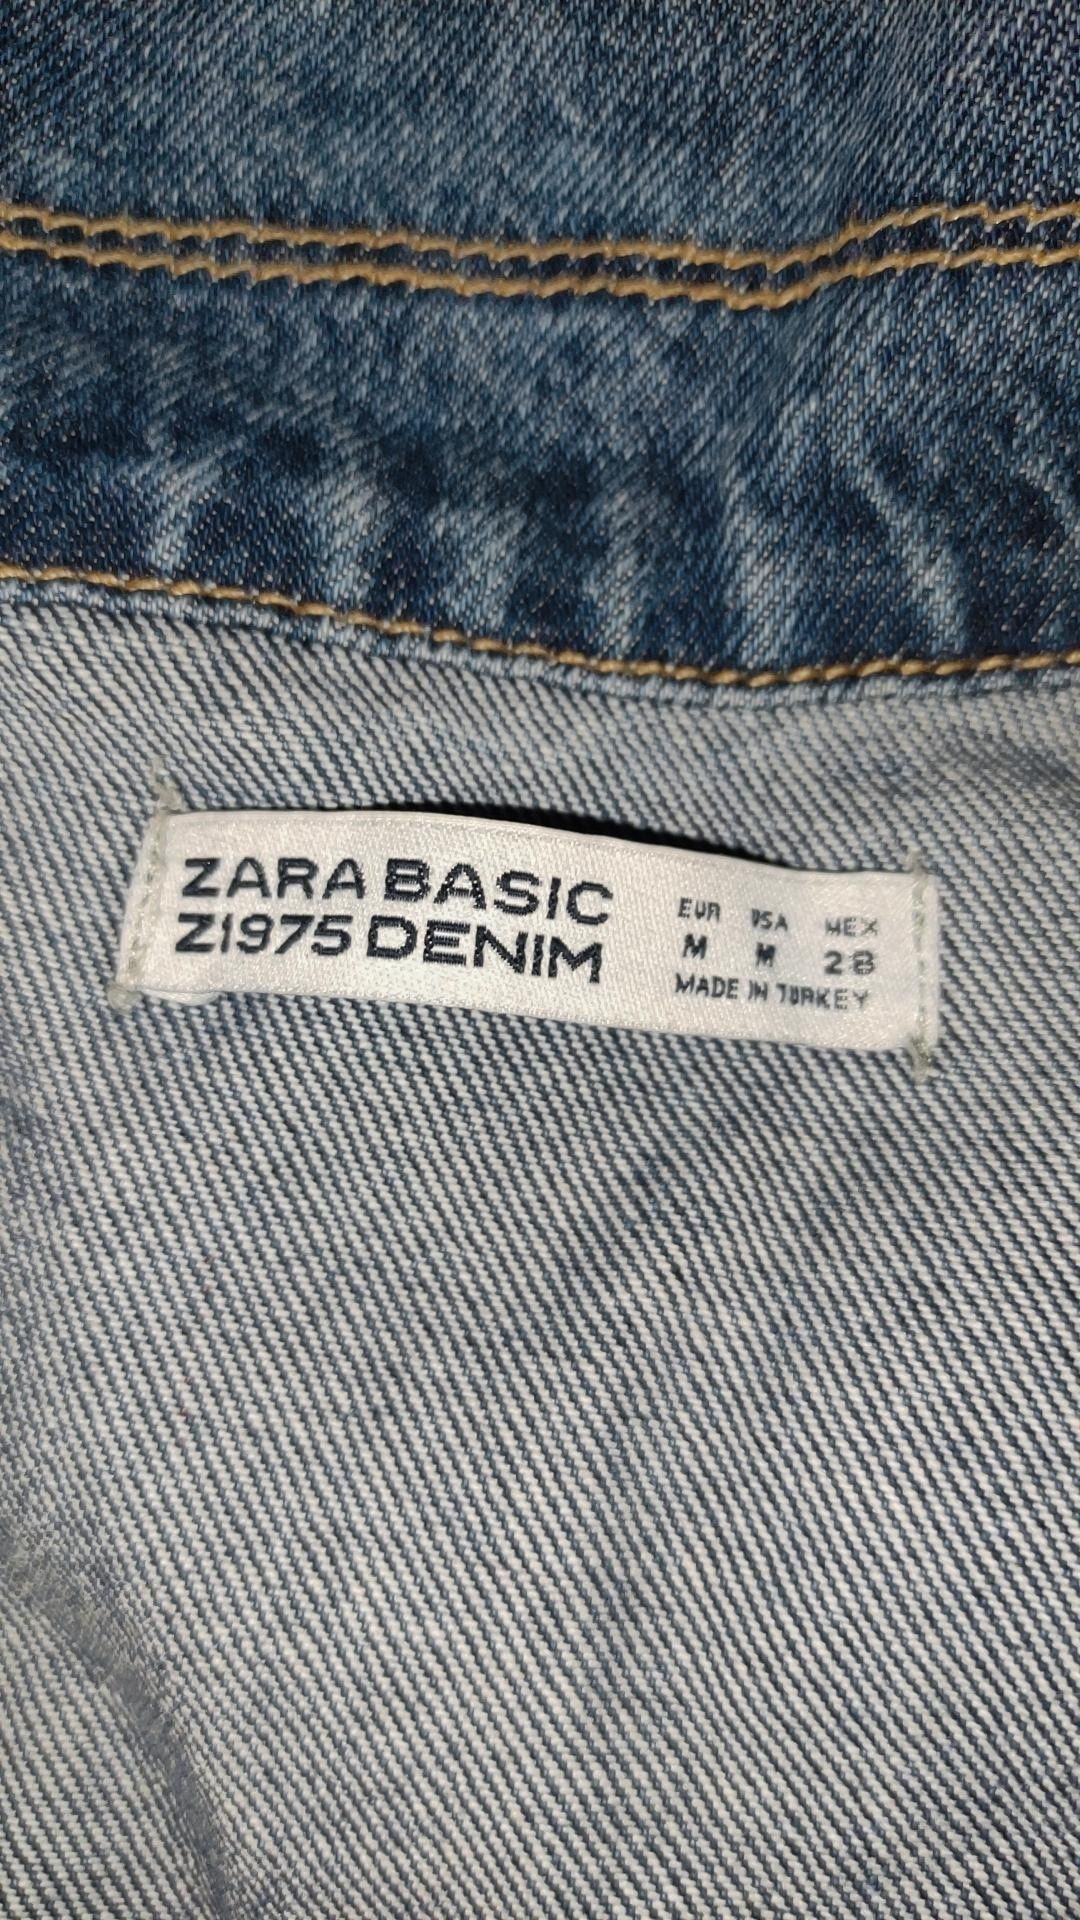 ZARA BASIC
Z1975 DENIM
EUR USA MEX
M M 28
MADE IN TURKEY